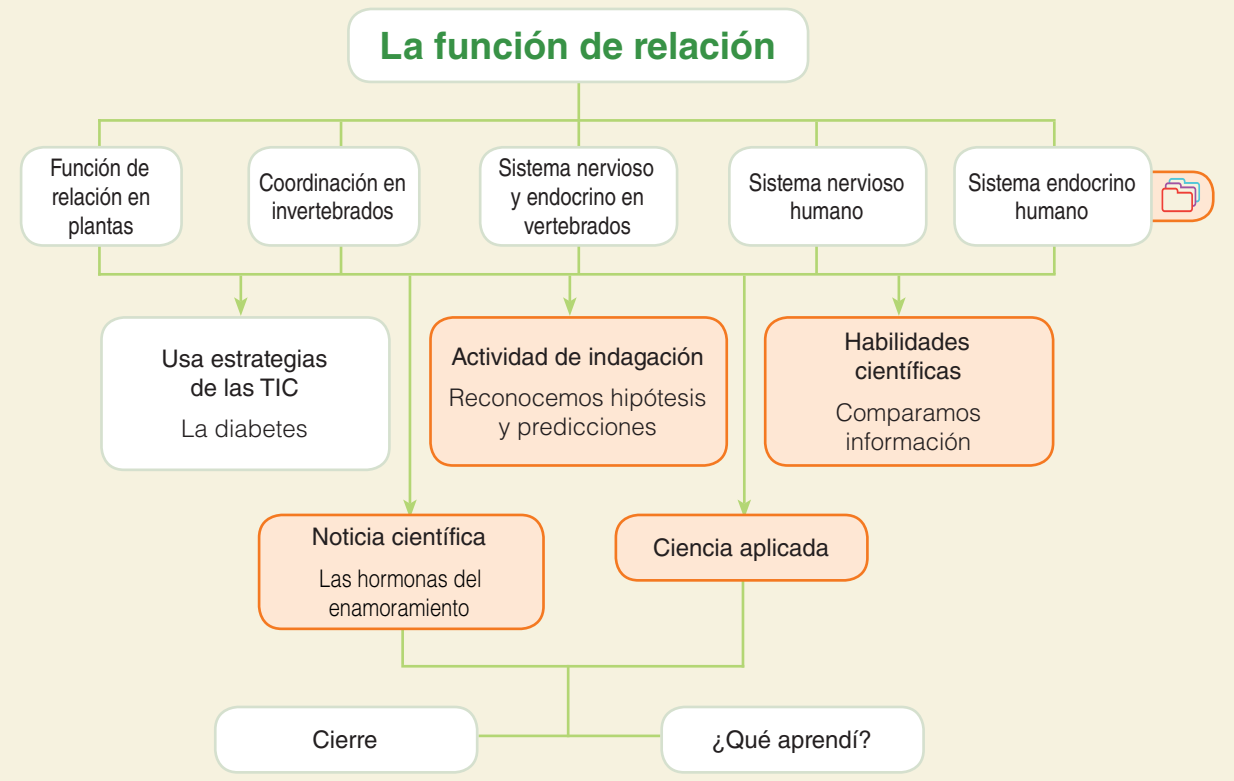 La función de relación
Función de
relación en
plantas
Coordinación en
invertebrados
Sistema nervioso
y endocrino en
vertebrados
Sistema nervioso
humano
Sistema endocrino
humano
Usa estrategias
de las TIC
La diabetes
Actividad de indagación
Reconocemos hipótesis
y predicciones
Habilidades
científicas
Comparamos
información
Noticia científica
Las hormonas del
enamoramiento
Ciencia aplicada
Cierre
¿Qué aprendí?